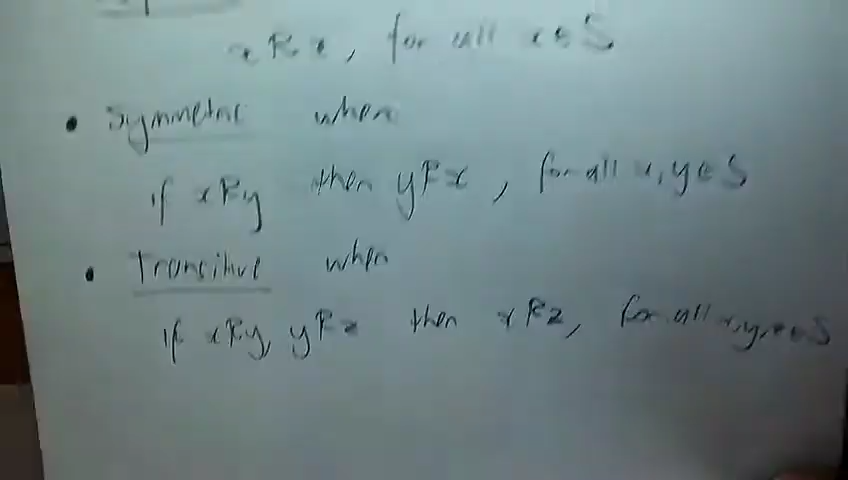 xRx, for all x ∈ S
• Symmetric when
if xRy then yRx, for all x, y ∈ S
• Transitive when
if xRy, yRz then xRz, for all x, y, z ∈ S